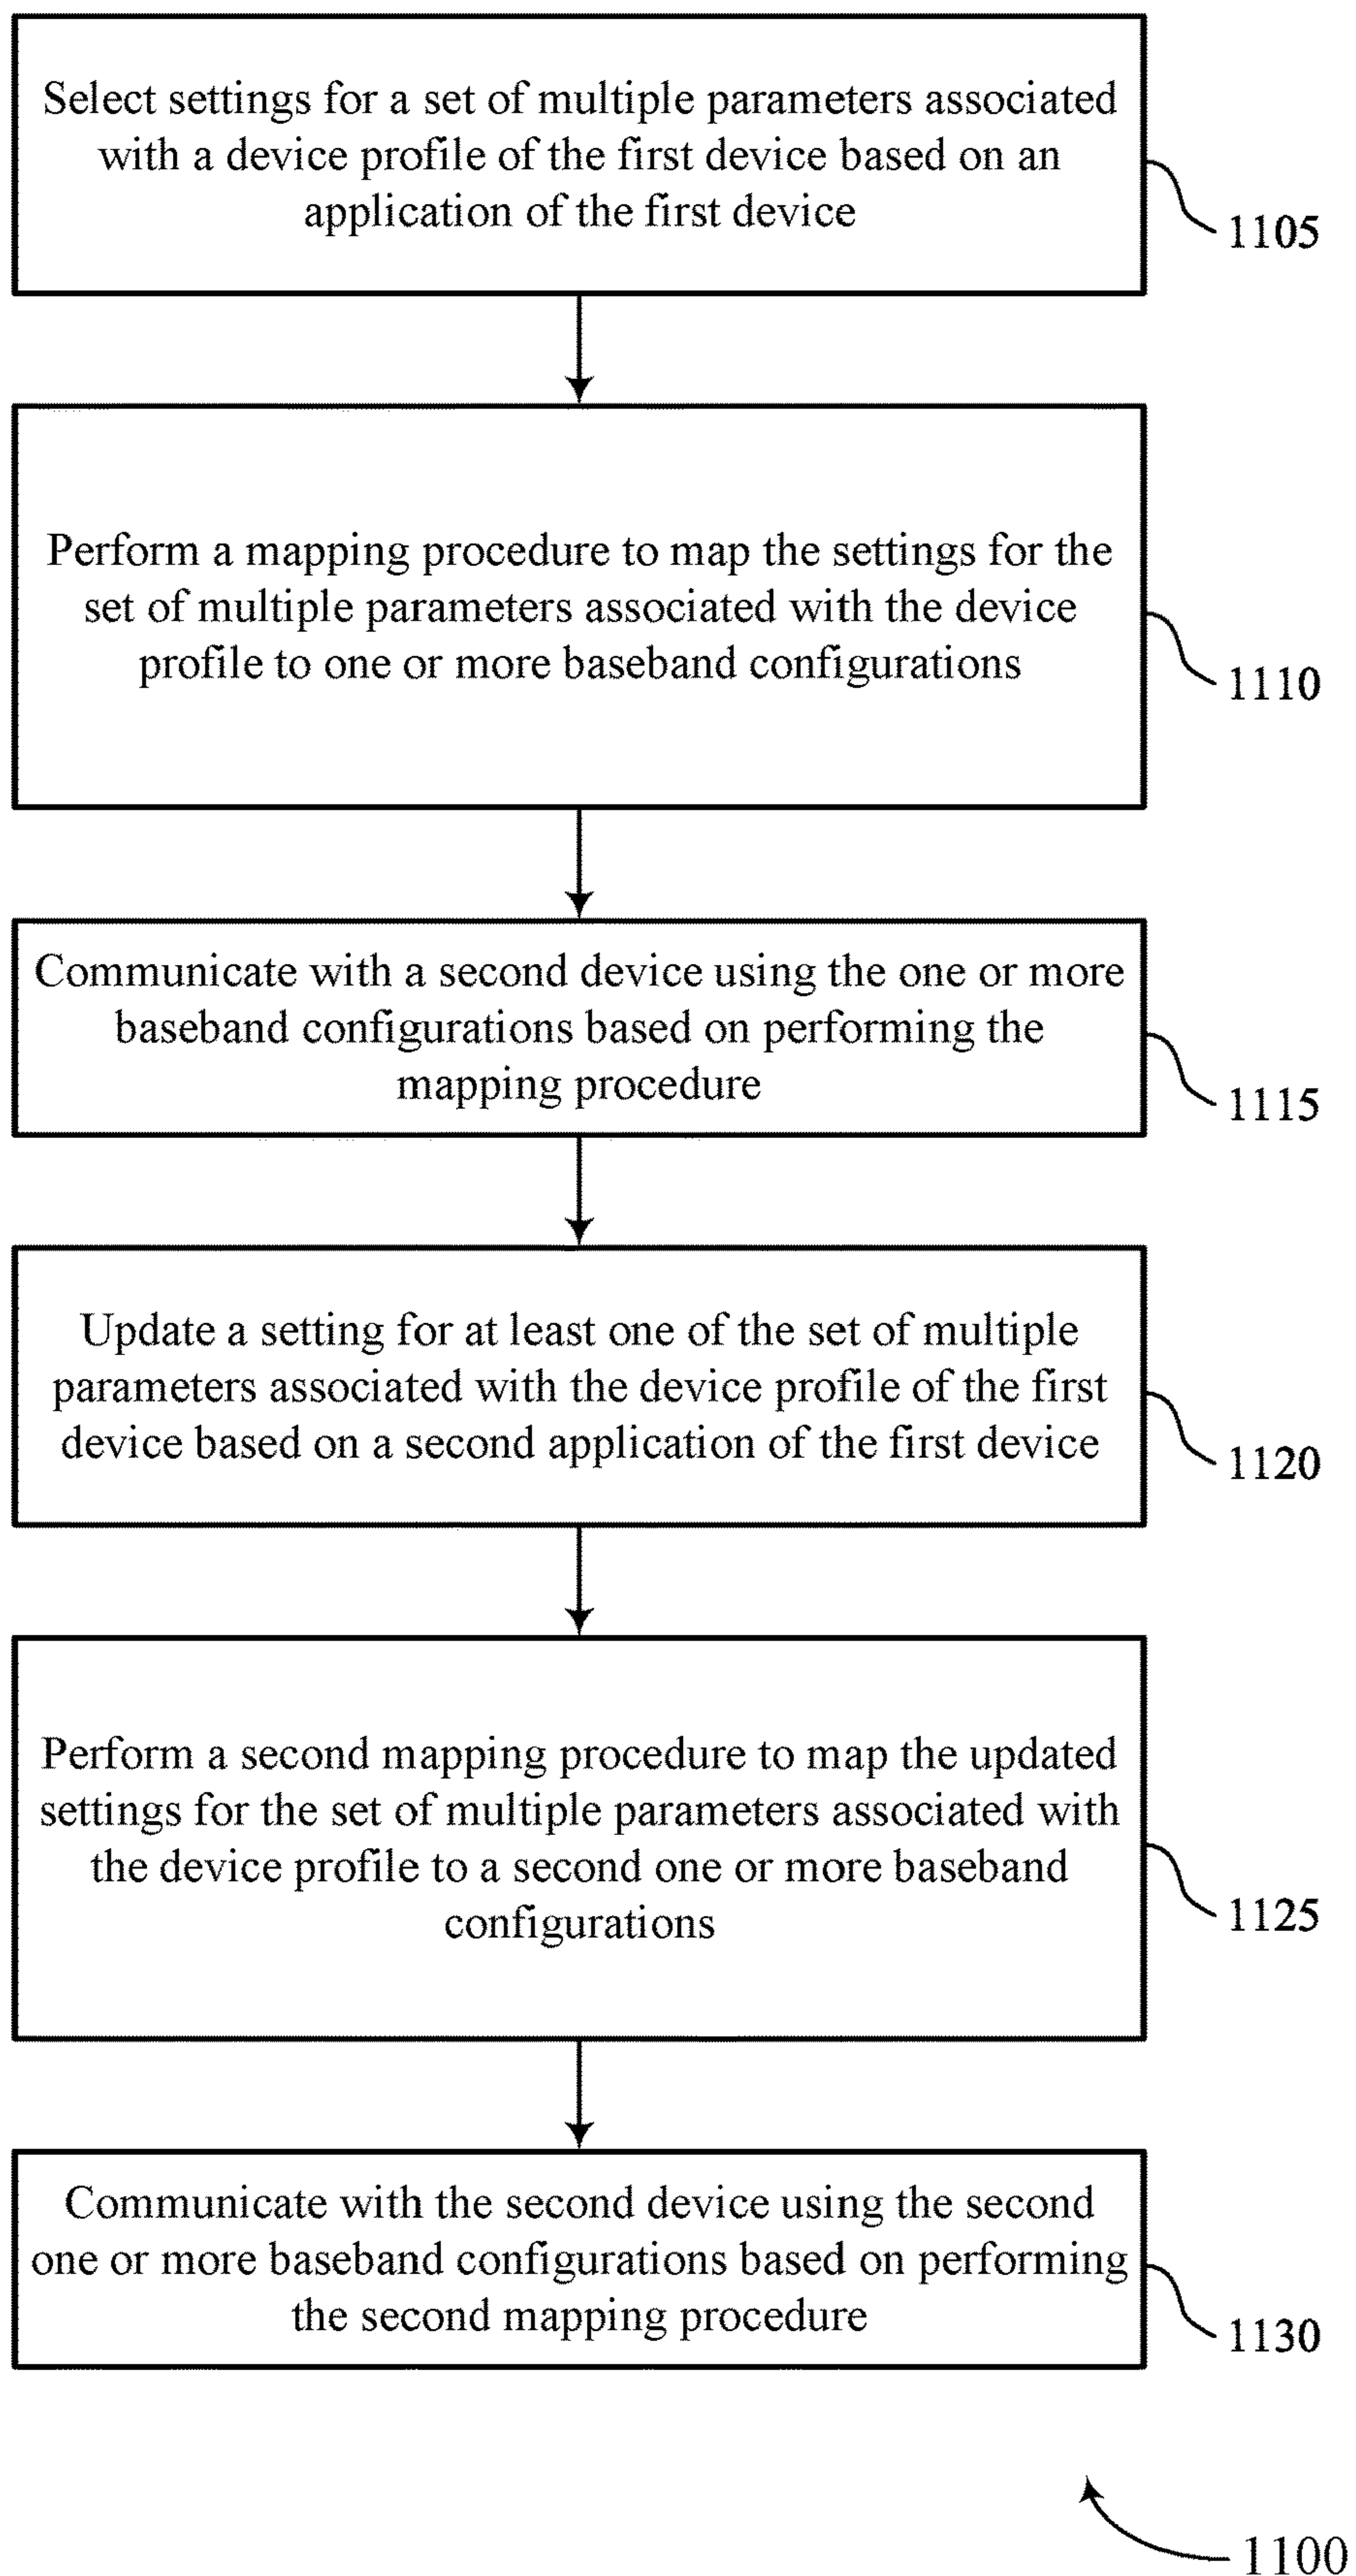 Select settings for a set of multiple parameters associated
with a device profile of the first device based on an
application of the first device
1105
Perform a mapping procedure to map the settings for the
set of multiple parameters associated with the device
profile to one or more baseband configurations
1110
Communicate with a second device using the one or more
baseband configurations based on performing the
mapping procedure
1115
Update a setting for at least one of the set of multiple
parameters associated with the device profile of the first
device based on a second application of the first device
1120
Perform a second mapping procedure to map the updated
settings for the set of multiple parameters associated with
the device profile to a second one or more baseband
configurations
1125
Communicate with the second device using the second
one or more baseband configurations based on performing
the second mapping procedure
1130
1100